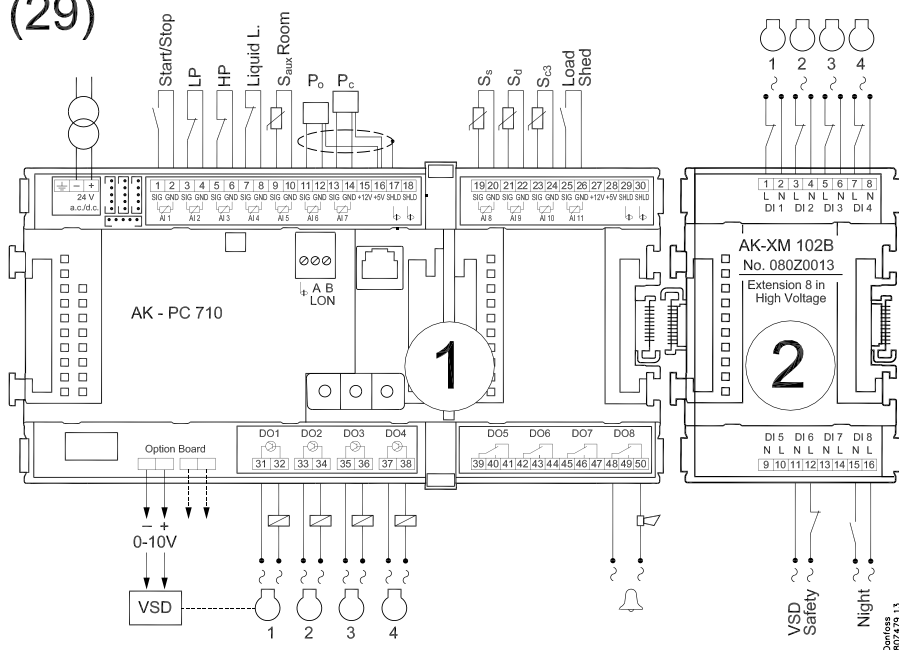 (29)
Start/Stop
LP
HP
Liquid L.
Saux Room
Po
Pc
Ss
Sd
Sc3
Load
Shed
1 2 3 4
– +
24 V
a.c./d.c.
1 2 3 4 5 6 7 8 9 10 11 12 13 14 15 16 17 18
SIG GND SIG GND SIG GND SIG GND SIG GND SIG GND SIG GND +12V +5V SHLD SHLD
AI 1 AI 2 AI 3 AI 4 AI 5 AI 6 AI 7
19 20 21 22 23 24 25 26 27 28 29 30
SIG GND SIG GND SIG GND SIG GND +12V +5V SHLD SHLD
AI 8 AI 9 AI 10 AI 11
1 2 3 4 5 6 7 8
L N L N L N L N
DI 1 DI 2 DI 3 DI 4
A B
LON
AK - PC 710
1
AK-XM 102B
No. 080Z0013
Extension 8 in
High Voltage
2
Option Board
DO1 DO2 DO3 DO4
31 32 33 34 35 36 37 38
DO5 DO6 DO7 DO8
39 40 41 42 43 44 45 46 47 48 49 50
DI 5 DI 6 DI 7 DI 8
N L N L N L N L
9 10 11 12 13 14 15 16
– +
0-10V
VSD
1 2 3 4
VSD
Safety
Night
Danfoss
80Z479.13